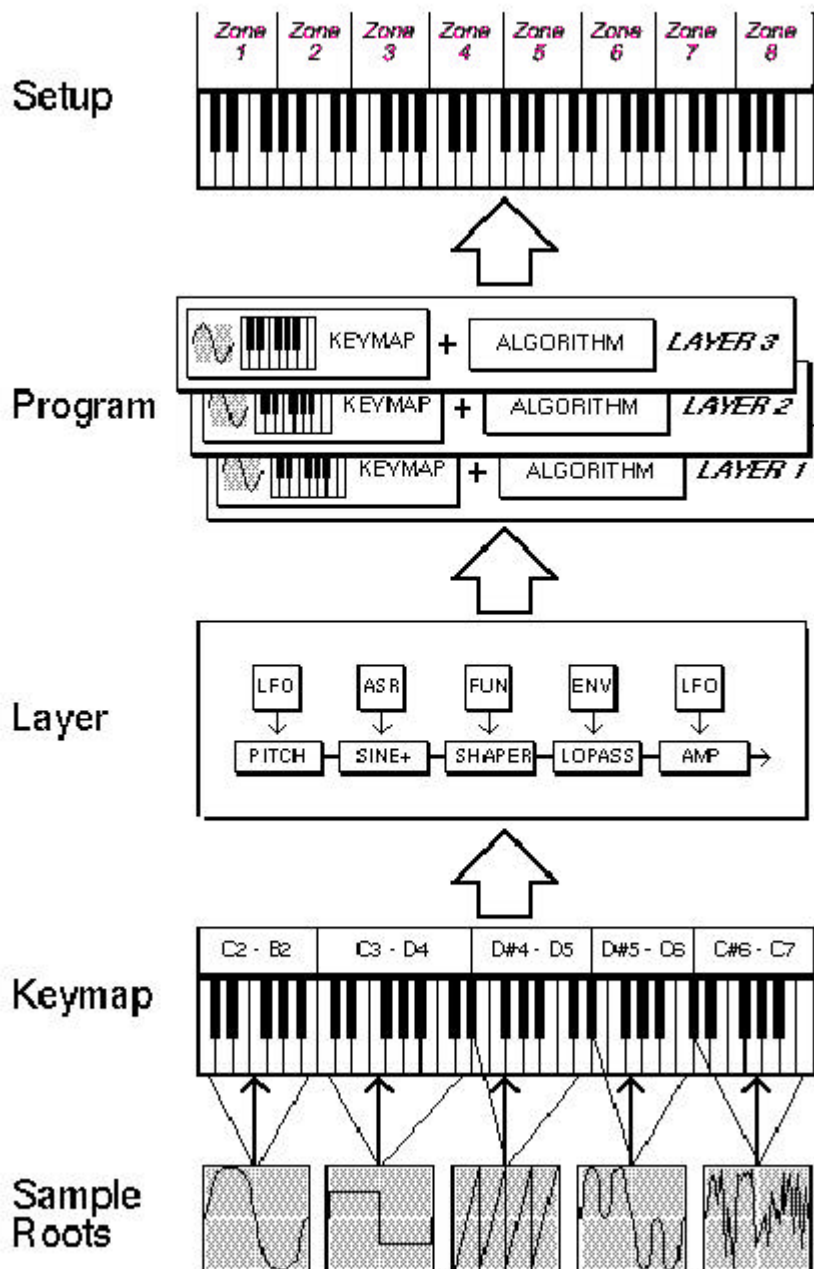 Zone 1 Zone 2 Zone 3 Zone 4 Zone 5 Zone 6 Zone 7 Zone 8
Setup
KEYMAP + ALGORITHM LAYER 3
Program
KEYMAP + ALGORITHM LAYER 2
KEYMAP + ALGORITHM LAYER 1
LFO ASR FUN ENV LFO
Layer
PITCH SINE+ SHAPER LOPASS AMP
C2 - B2 C3 - D4 D#4 - D5 D#5 - C6 C#6 - C7
Keymap
Sample
Roots